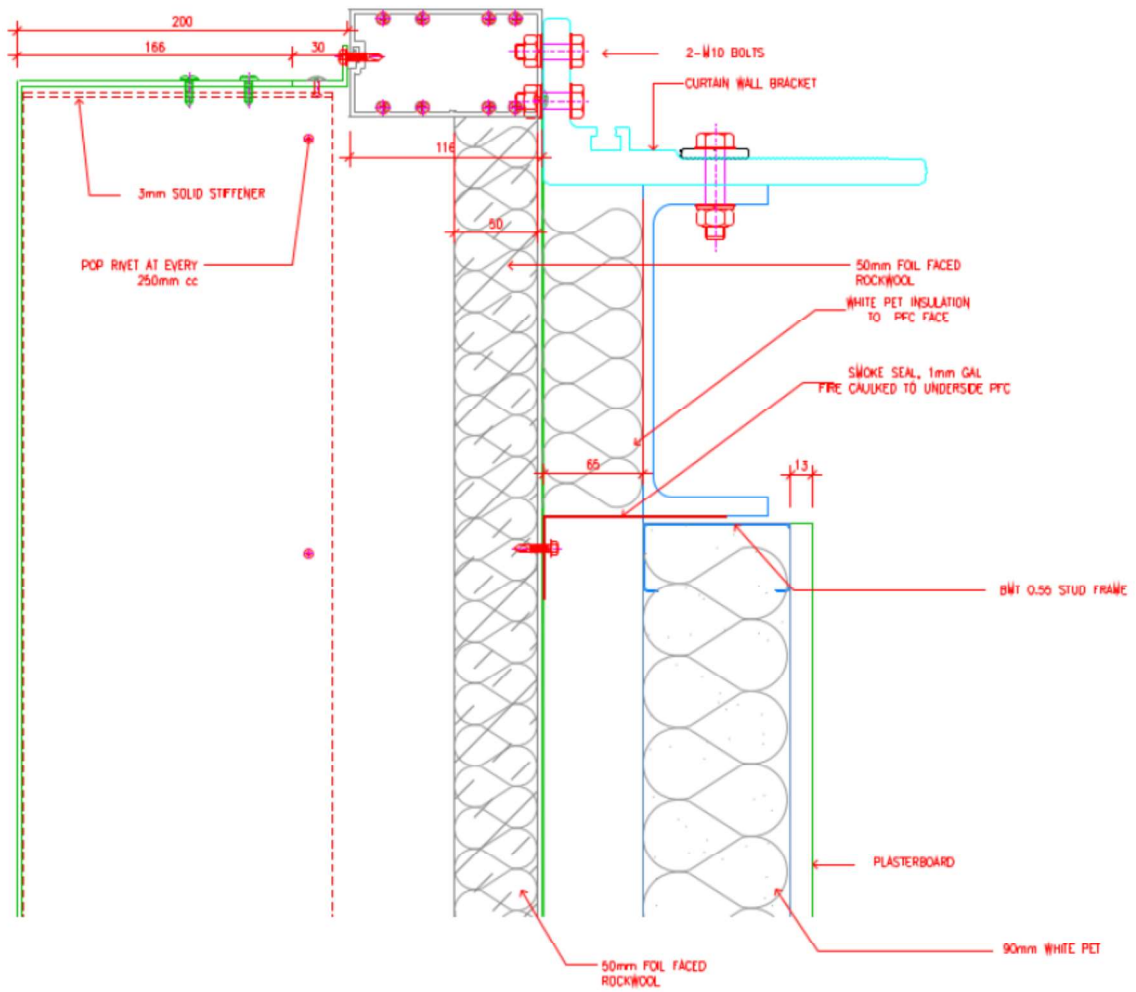 200
166
30
2-M10 BOLTS
CURTAIN WALL BRACKET
116
3mm SOLID STIFFENER
50
POP RIVET AT EVERY
250mm cc
50mm FOIL FACED
ROCKWOOL
WHITE PET INSULATION
TO PFC FACE
SMOKE SEAL, 1mm GAL
FIRE CAULKED TO UNDERSIDE PFC
65
13
BMT 0.55 STUD FRAME
PLASTERBOARD
90mm WHITE PET
50mm FOIL FACED
ROCKWOOL